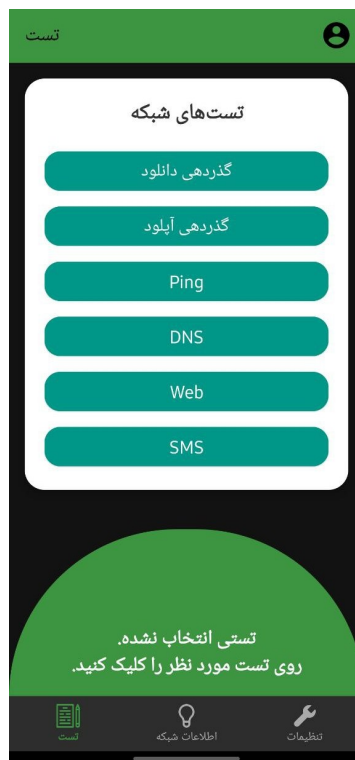 تست
تست‌های شبکه
گذردهی دانلود
گذردهی آپلود
Ping
DNS
Web
SMS
تستی انتخاب نشده.
روی تست مورد نظر را کلیک کنید.
تنظیمات
اطلاعات شبکه
تست